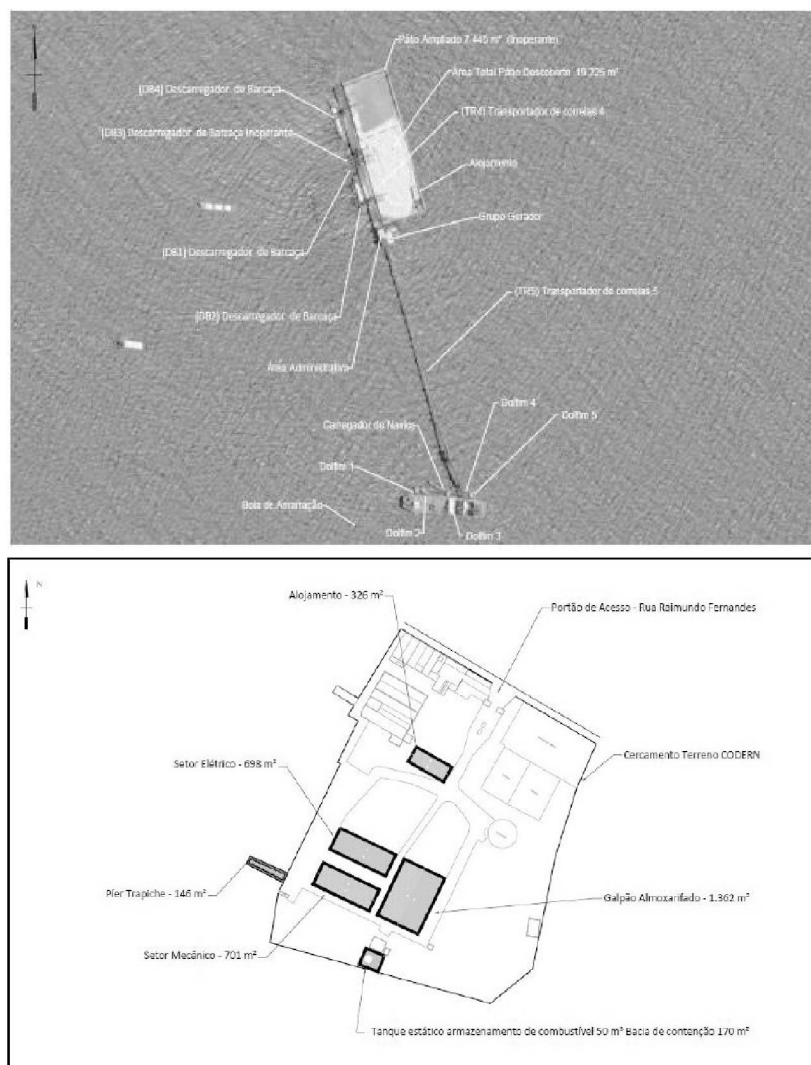 Pátio Ampliado 7.445 m² (Inoperante)
Área Total Pátio Descoberto 19.225 m²
(DB4) Descarregador de Barcaça
(TR4) Transportador de correias 4
(DB3) Descarregador de Barcaça Inoperante
Alojamento
Grupo Gerador
(DB1) Descarregador de Barcaça
(TR5) Transportador de correias 5
(DB2) Descarregador de Barcaça
Área Administrativa
Dolfim 4
Carregador de Navios
Dolfim 5
Dolfim 1
Boia de Amarração
Dolfim 2
Dolfim 3
N
Alojamento - 326 m²
Portão de Acesso - Rua Raimundo Fernandes
Setor Elétrico - 698 m²
Cercamento Terreno CODERN
Píer Trapiche - 146 m²
Galpão Almoxarifado - 1.362 m²
Setor Mecânico - 701 m²
Tanque estático armazenamento de combustível 50 m³ Bacia de contenção 170 m²